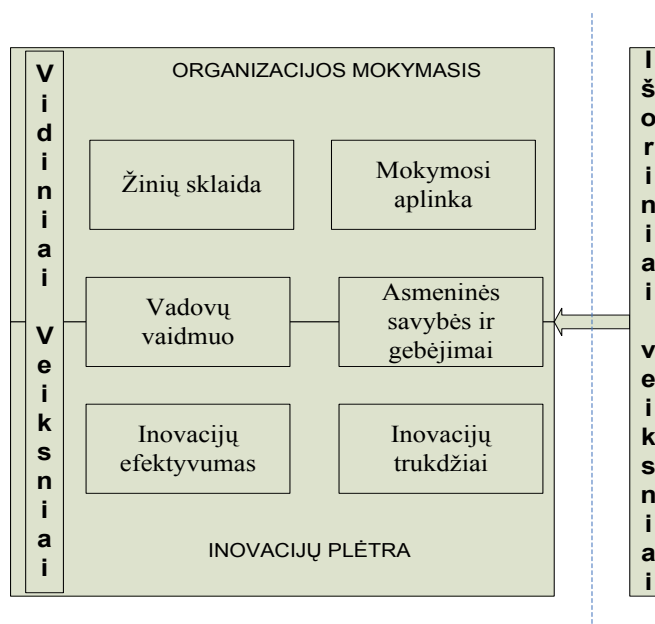 Vidiniai Veiksniai
ORGANIZACIJOS MOKYMASIS
Žinių sklaida
Mokymosi
aplinka
Vadovų
vaidmuo
Asmeninės
savybės ir
gebėjimai
Inovacijų
efektyvumas
Inovacijų
trukdžiai
INOVACIJŲ PLĖTRA
Išoriniai veiksniai